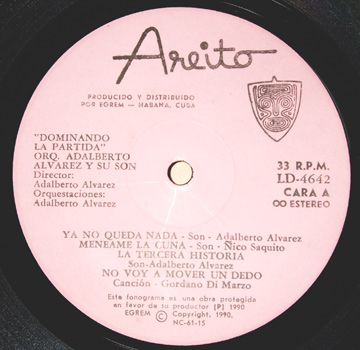 Areito
PRODUCIDO Y DISTRIBUIDO
POR EGREM — HABANA, CUBA
"DOMINANDO
LA PARTIDA"
ORQ. ADALBERTO
ALVAREZ Y SU SON
Director:
Adalberto Alvarez
Orquestaciones:
Adalberto Alvarez
33 R.P.M.
LD-4642
CARA A
∞ ESTEREO
YA NO QUEDA NADA - Son - Adalberto Alvarez
MENEAME LA CUNA - Son - Ñico Saquito
LA TERCERA HISTORIA
Son-Adalberto Alvarez
NO VOY A MOVER UN DEDO
Canción - Gordano Di Marzo
Este fonograma es una obra protegida
en favor de su productor (P) 1990
EGREM © Copyright, 1990.
NC-61-15